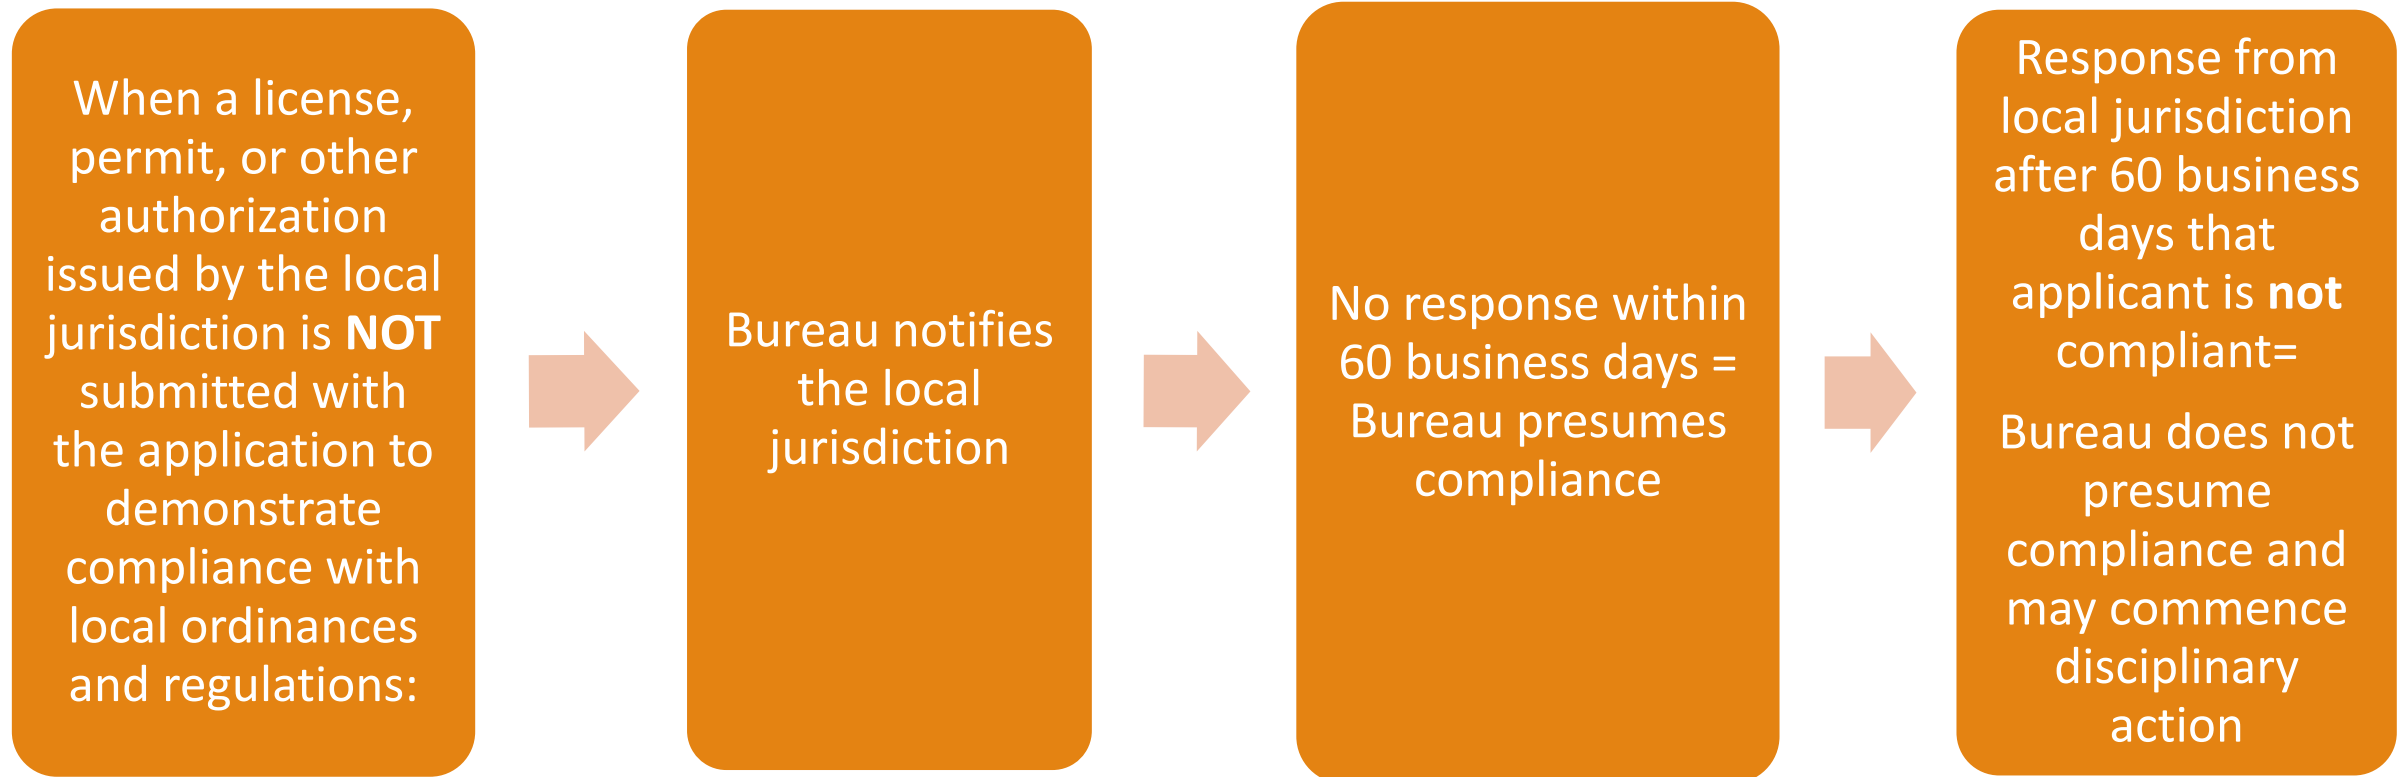 When a license,
permit, or other
authorization
issued by the local
jurisdiction is NOT
submitted with
the application to
demonstrate
compliance with
local ordinances
and regulations:
Bureau notifies
the local
jurisdiction
No response within
60 business days =
Bureau presumes
compliance
Response from
local jurisdiction
after 60 business
days that
applicant is not
compliant=
Bureau does not
presume
compliance and
may commence
disciplinary
action